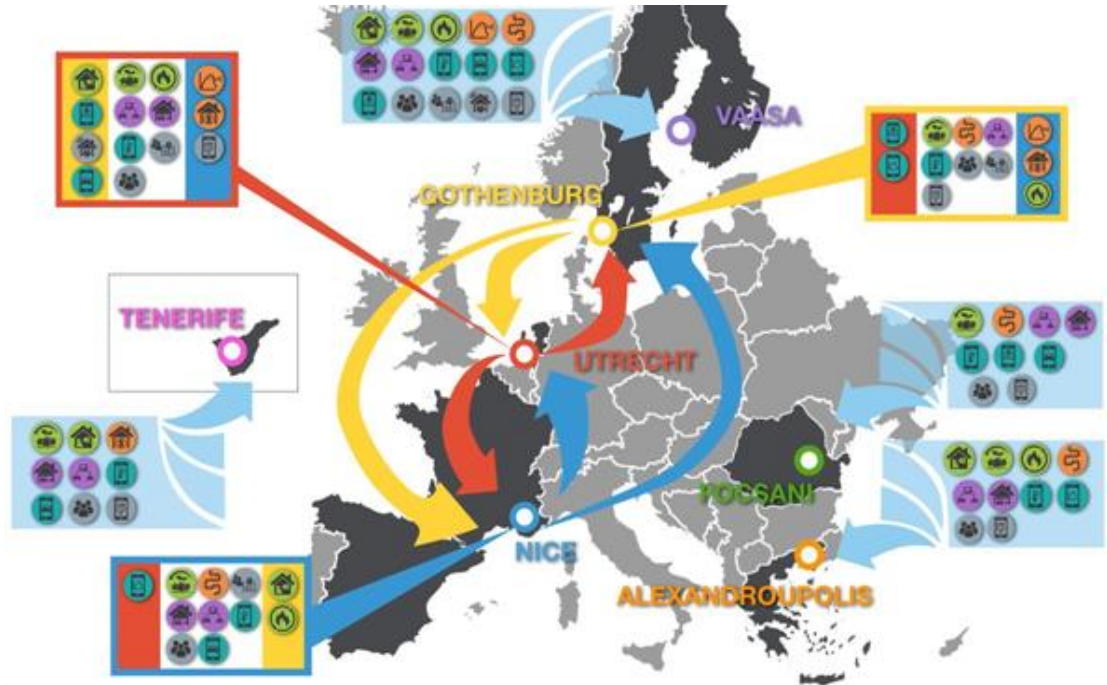 VAASA
GOTHENBURG
TENERIFE
UTRECHT
FOCSANI
NICE
ALEXANDROUPOLIS